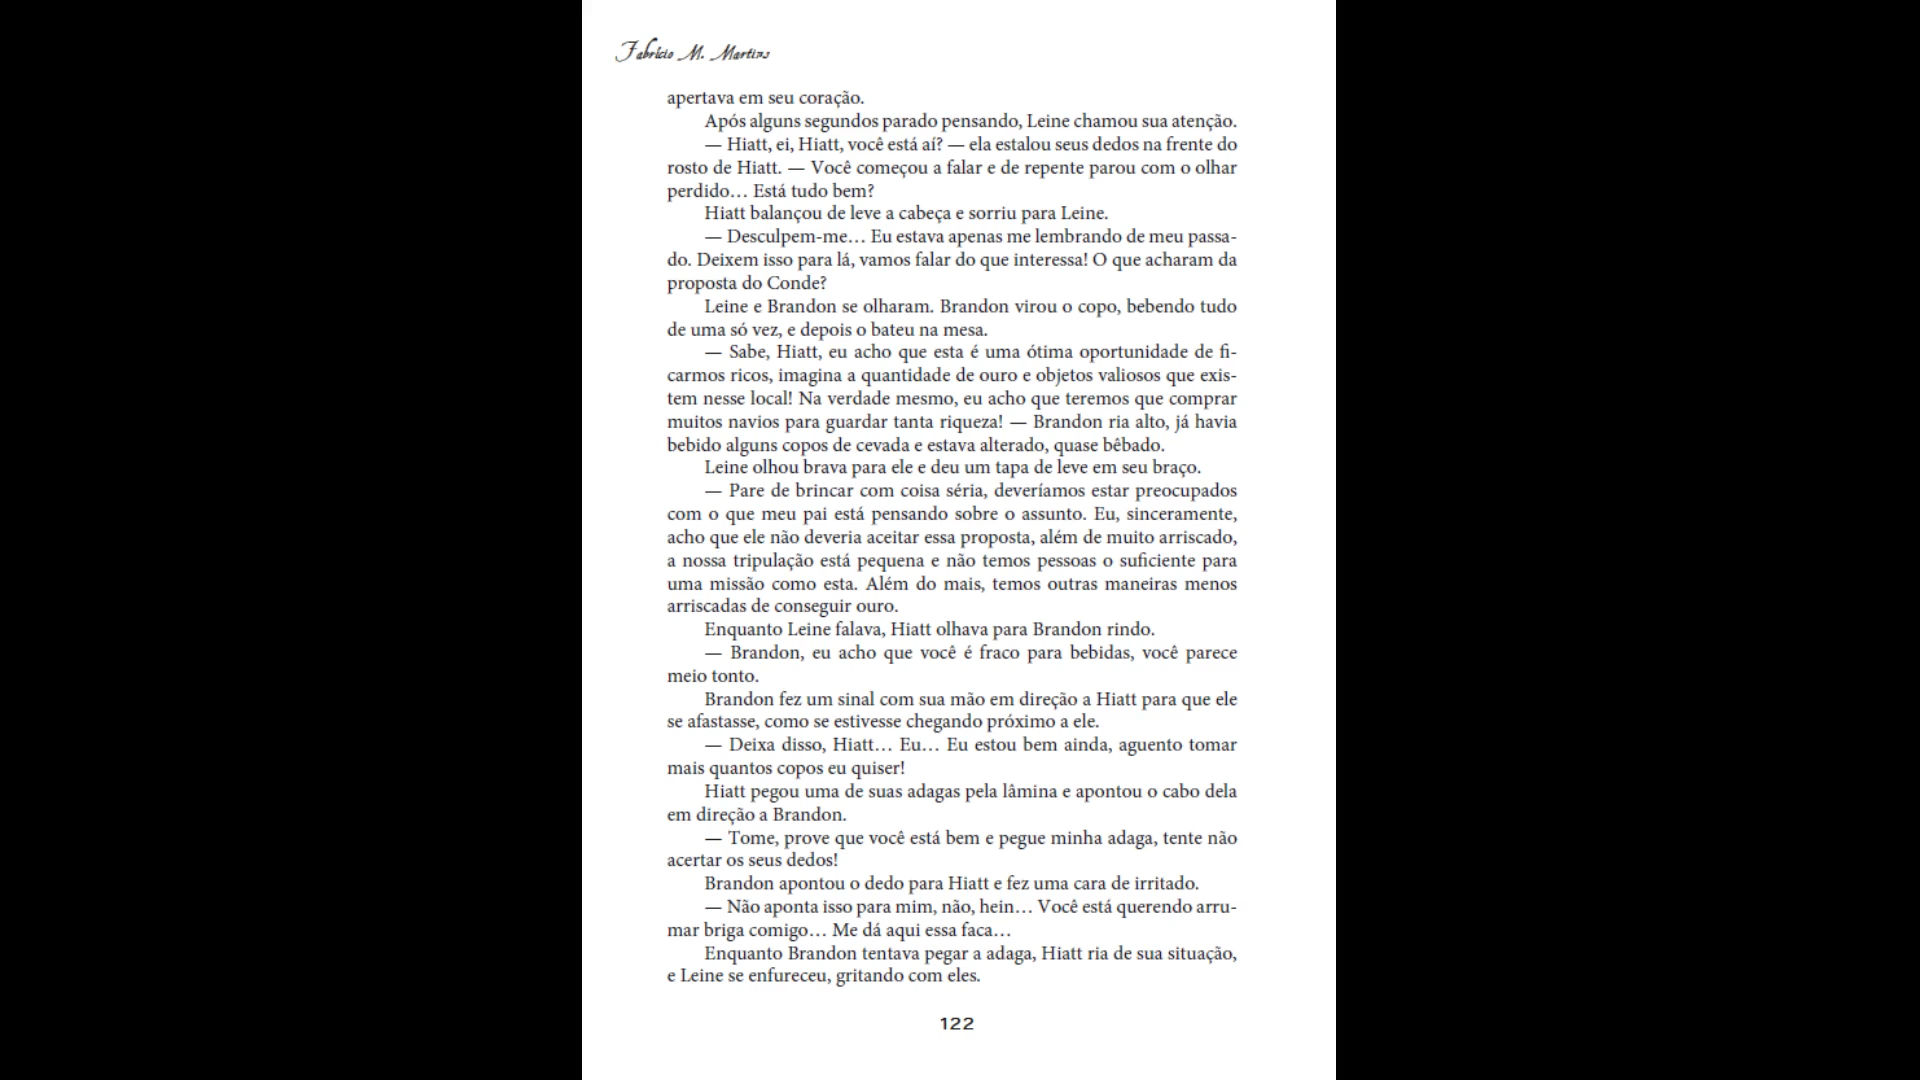 Fabrício M. Martins
apertava em seu coração.
Após alguns segundos parado pensando, Leine chamou sua atenção.
— Hiatt, ei, Hiatt, você está aí? — ela estalou seus dedos na frente do
rosto de Hiatt. — Você começou a falar e de repente parou com o olhar
perdido… Está tudo bem?
Hiatt balançou de leve a cabeça e sorriu para Leine.
— Desculpem-me… Eu estava apenas me lembrando de meu passa-
do. Deixem isso para lá, vamos falar do que interessa! O que acharam da
proposta do Conde?
Leine e Brandon se olharam. Brandon virou o copo, bebendo tudo
de uma só vez, e depois o bateu na mesa.
— Sabe, Hiatt, eu acho que esta é uma ótima oportunidade de fi-
carmos ricos, imagina a quantidade de ouro e objetos valiosos que exis-
tem nesse local! Na verdade mesmo, eu acho que teremos que comprar
muitos navios para guardar tanta riqueza! — Brandon ria alto, já havia
bebido alguns copos de cevada e estava alterado, quase bêbado.
Leine olhou brava para ele e deu um tapa de leve em seu braço.
— Pare de brincar com coisa séria, deveríamos estar preocupados
com o que meu pai está pensando sobre o assunto. Eu, sinceramente,
acho que ele não deveria aceitar essa proposta, além de muito arriscado,
a nossa tripulação está pequena e não temos pessoas o suficiente para
uma missão como esta. Além do mais, temos outras maneiras menos
arriscadas de conseguir ouro.
Enquanto Leine falava, Hiatt olhava para Brandon rindo.
— Brandon, eu acho que você é fraco para bebidas, você parece
meio tonto.
Brandon fez um sinal com sua mão em direção a Hiatt para que ele
se afastasse, como se estivesse chegando próximo a ele.
— Deixa disso, Hiatt… Eu… Eu estou bem ainda, aguento tomar
mais quantos copos eu quiser!
Hiatt pegou uma de suas adagas pela lâmina e apontou o cabo dela
em direção a Brandon.
— Tome, prove que você está bem e pegue minha adaga, tente não
acertar os seus dedos!
Brandon apontou o dedo para Hiatt e fez uma cara de irritado.
— Não aponta isso para mim, não, hein… Você está querendo arru-
mar briga comigo… Me dá aqui essa faca…
Enquanto Brandon tentava pegar a adaga, Hiatt ria de sua situação,
e Leine se enfureceu, gritando com eles.
122